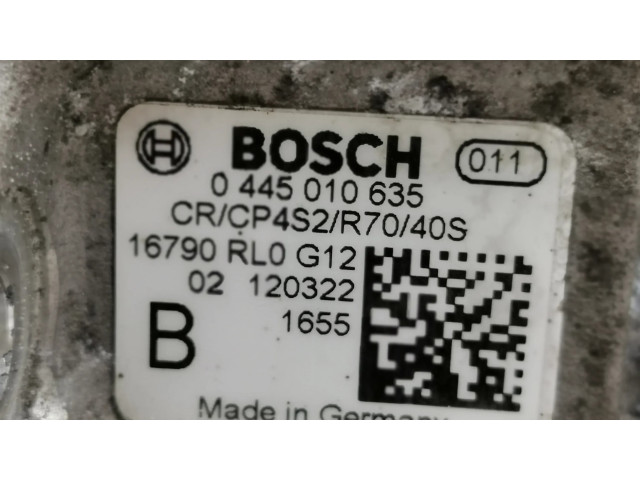 BOSCH 011
0 445 010 635
CR/CP4S2/R70/40S
16790 RL0 G12
02 120322
B 1655
Made in Germany